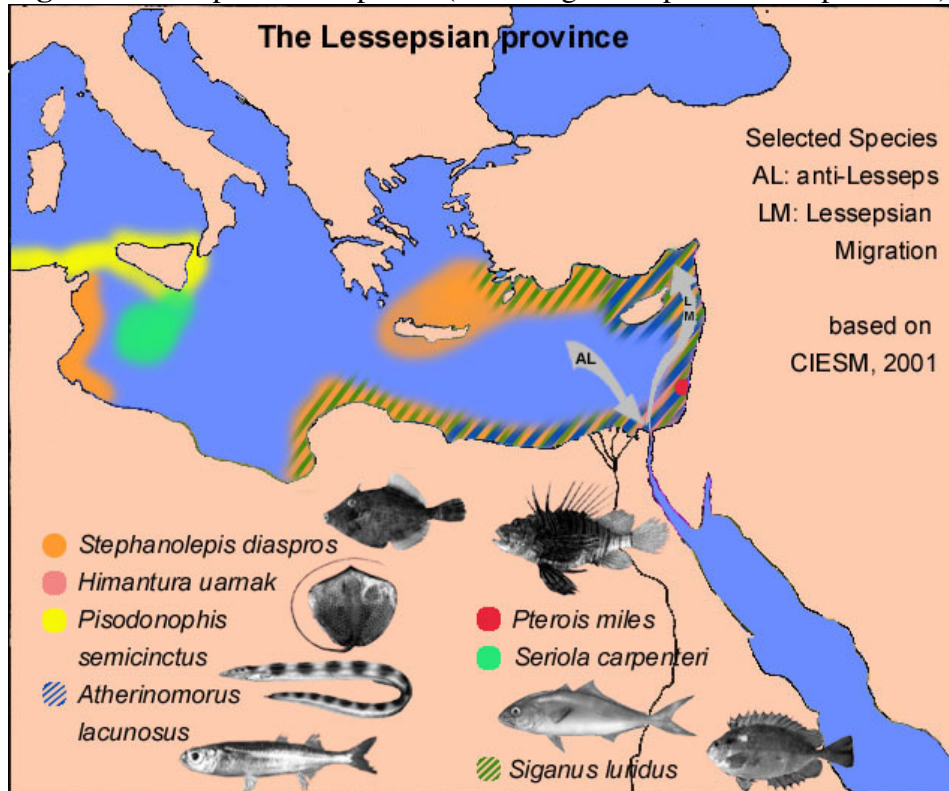 The Lessepsian province
Selected Species
AL: anti-Lesseps
LM: Lessepsian
Migration
based on
CIESM, 2001
LM
AL
Stephanolepis diaspros
Himantura uarnak
Pisodonophis
semicinctus
Atherinomorus
lacunosus
Pterois miles
Seriola carpenteri
Siganus luridus